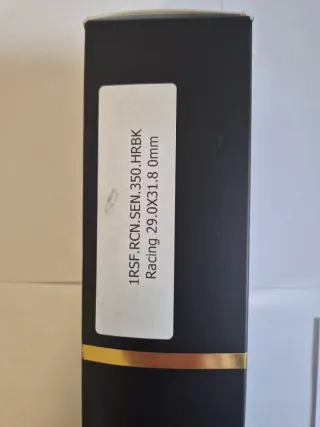 1RSF.RCN.SEN.350.HRBK
Racing 29.0X31.8 0mm